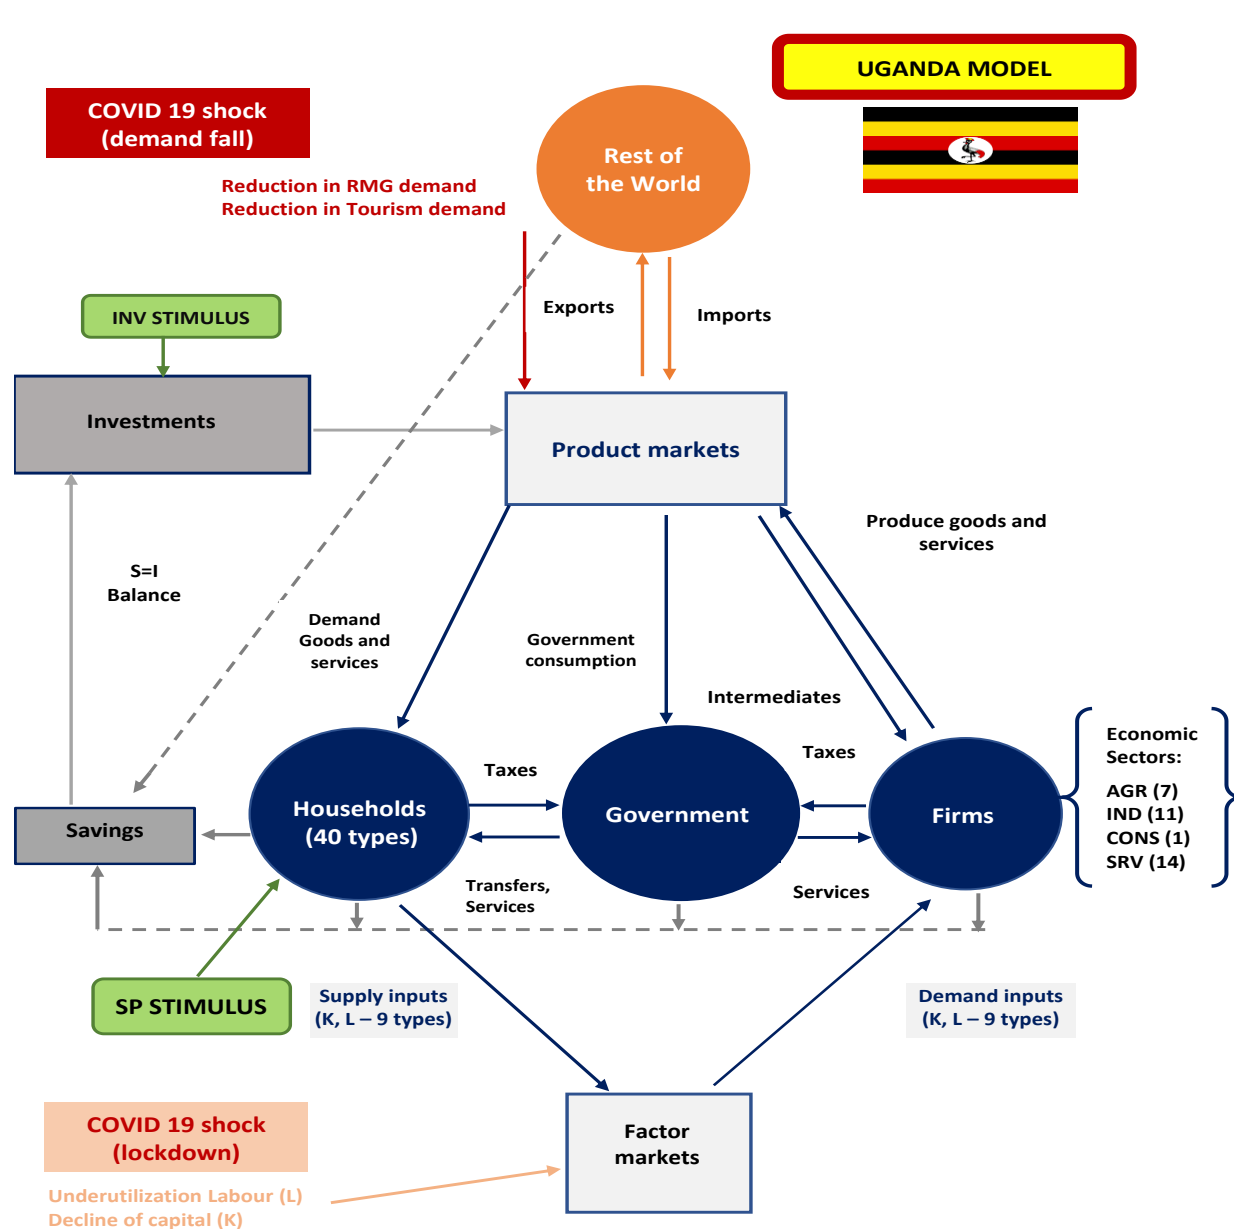 UGANDA MODEL
COVID 19 shock
(demand fall)
Rest of
the World
Reduction in RMG demand
Reduction in Tourism demand
Exports
Imports
INV STIMULUS
Investments
Product markets
Produce goods and
services
S=I
Balance
Demand
Goods and
services
Government
consumption
Intermediates
Economic
Sectors:
AGR (7)
IND (11)
CONS (1)
SRV (14)
Taxes
Taxes
Households
(40 types)
Government
Firms
Savings
Transfers,
Services
Services
SP STIMULUS
Supply inputs
(K, L – 9 types)
Demand inputs
(K, L – 9 types)
COVID 19 shock
(lockdown)
Factor
markets
Underutilization Labour (L)
Decline of capital (K)